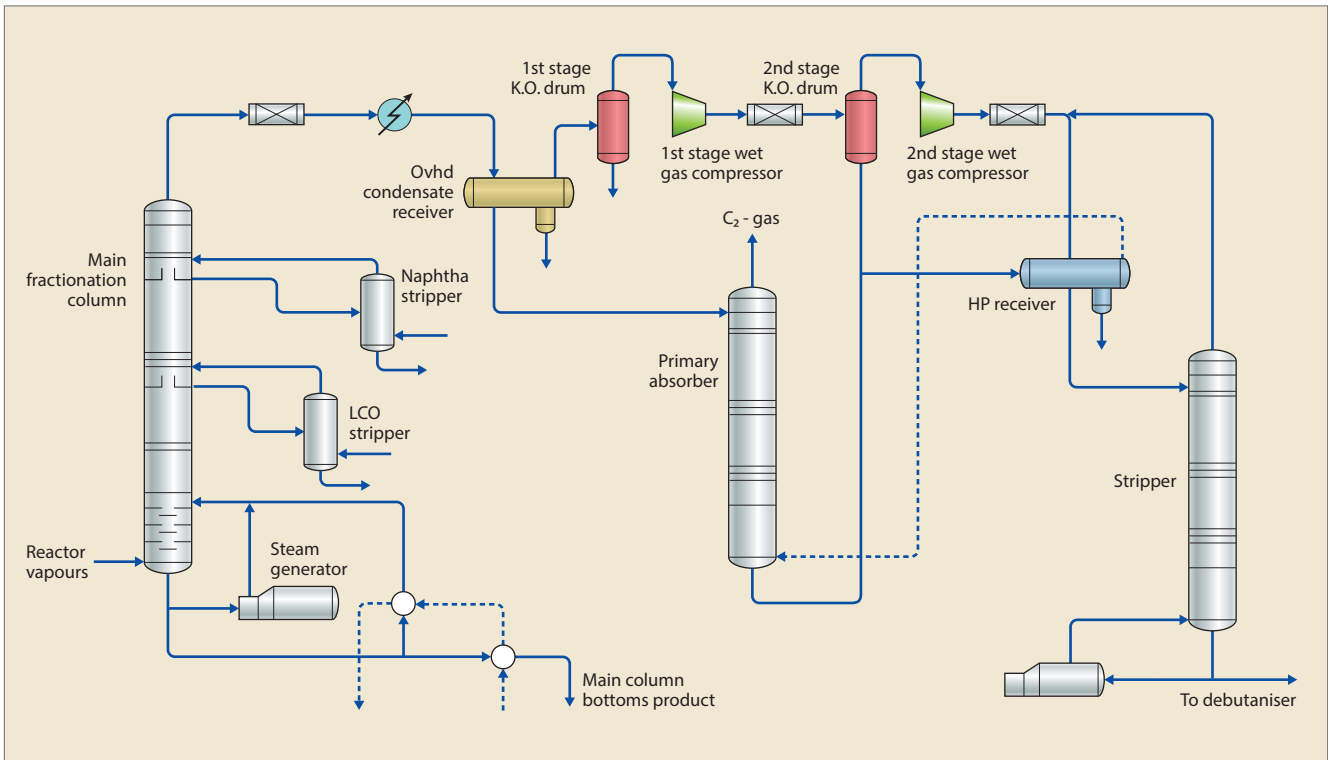 1st stage
K.O. drum
2nd stage
K.O. drum
1st stage wet
gas compressor
2nd stage wet
gas compressor
Ovhd
condensate
receiver
C₂ - gas
Main
fractionation
column
Naphtha
stripper
HP receiver
Primary
absorber
LCO
stripper
Stripper
Reactor
vapours
Steam
generator
Main column
bottoms product
To debutaniser